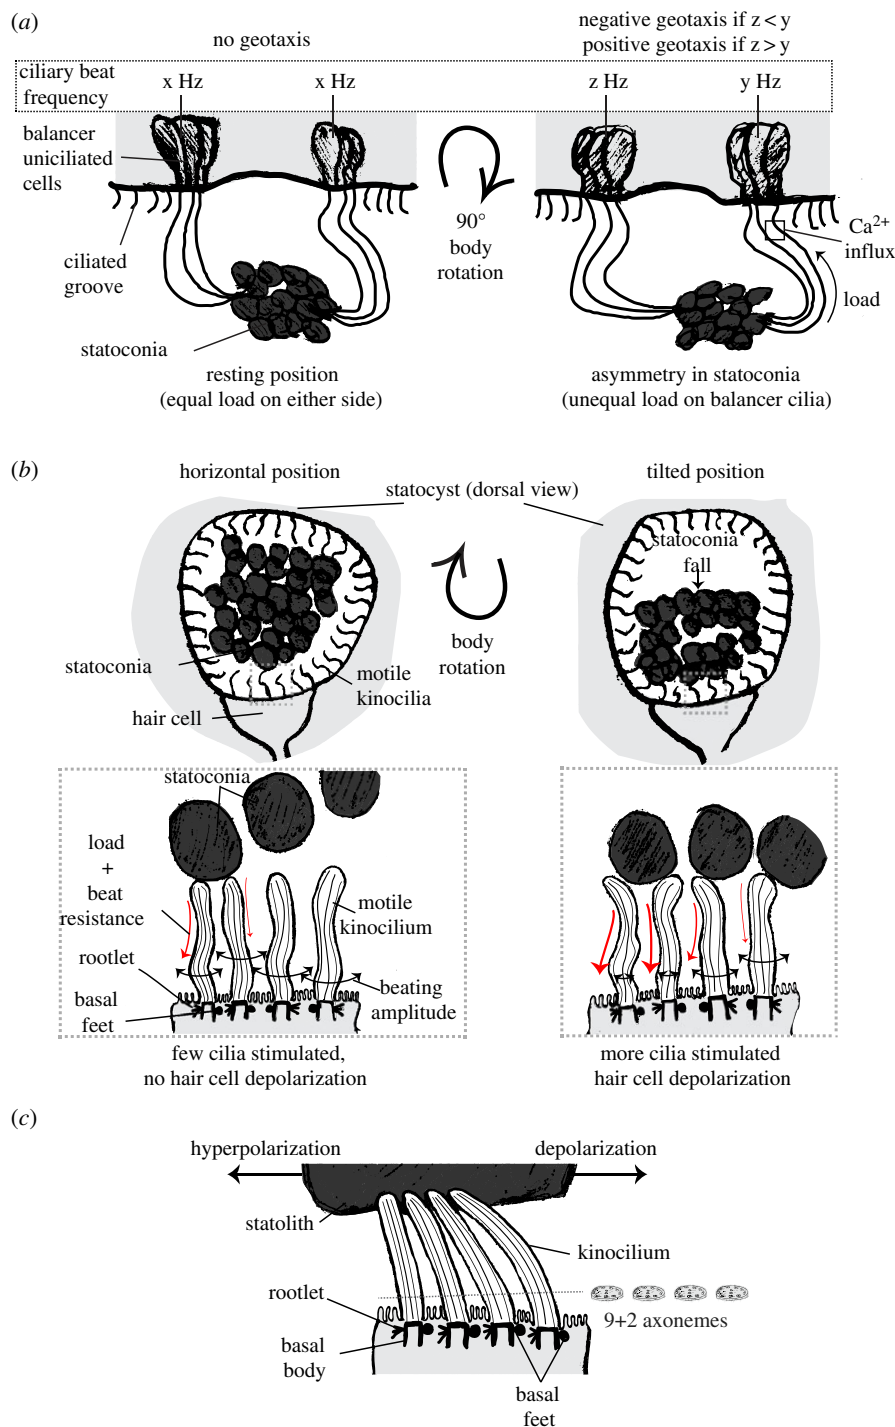 (a)
no geotaxis
negative geotaxis if z < y
positive geotaxis if z > y
ciliary beat
frequency
x Hz
x Hz
z Hz
y Hz
balancer
uniciliated
cells
90°
body
rotation
Ca2+
influx
ciliated
groove
load
statoconia
resting position
(equal load on either side)
asymmetry in statoconia
(unequal load on balancer cilia)
(b)
horizontal position
tilted position
statocyst (dorsal view)
statoconia
fall
body
rotation
statoconia
motile
kinocilia
hair cell
statoconia
load
+
beat
resistance
motile
kinocilium
rootlet
basal
feet
beating
amplitude
few cilia stimulated,
no hair cell depolarization
more cilia stimulated
hair cell depolarization
(c)
hyperpolarization
depolarization
statolith
kinocilium
rootlet
9+2 axonemes
basal
body
basal
feet